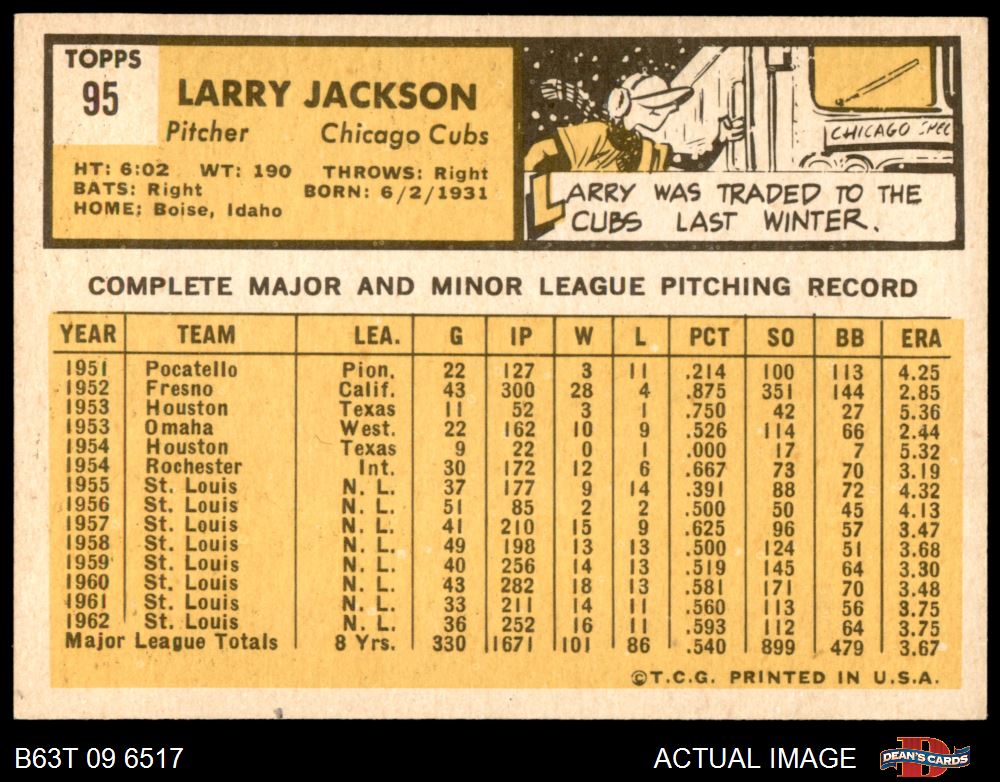 TOPPS
95
LARRY JACKSON
Pitcher Chicago Cubs
HT: 6:02 WT: 190 THROWS: Right
BATS: Right BORN: 6/2/1931
HOME: Boise, Idaho
CHICAGO
LARRY WAS TRADED TO THE
CUBS LAST WINTER.
COMPLETE MAJOR AND MINOR LEAGUE PITCHING RECORD
YEAR TEAM LEA. G IP W L PCT SO BB ERA
1951 Pocatello Pion. 22 127 3 11 .214 100 113 4.25
1952 Fresno Calif. 43 300 28 4 .875 351 144 2.85
1953 Houston Texas 11 52 3 1 .750 42 27 5.36
1953 Omaha West. 22 162 10 9 .526 114 66 2.44
1954 Houston Texas 9 22 0 1 .000 17 7 5.32
1954 Rochester Int. 30 172 12 6 .667 73 70 3.19
1955 St. Louis N. L. 37 177 9 14 .391 88 72 4.32
1956 St. Louis N. L. 51 85 2 2 .500 50 45 4.13
1957 St. Louis N. L. 41 210 15 9 .625 96 57 3.47
1958 St. Louis N. L. 49 198 13 13 .500 124 51 3.68
1959 St. Louis N. L. 40 256 14 13 .519 145 64 3.30
1960 St. Louis N. L. 43 282 18 13 .581 171 70 3.48
1961 St. Louis N. L. 33 211 14 11 .560 113 56 3.75
1962 St. Louis N. L. 36 252 16 11 .593 112 64 3.75
Major League Totals 8 Yrs. 330 1671 101 86 .540 899 479 3.67
©T.C.G. PRINTED IN U.S.A.
B63T 09 6517 ACTUAL IMAGE DEAN'S CARDS